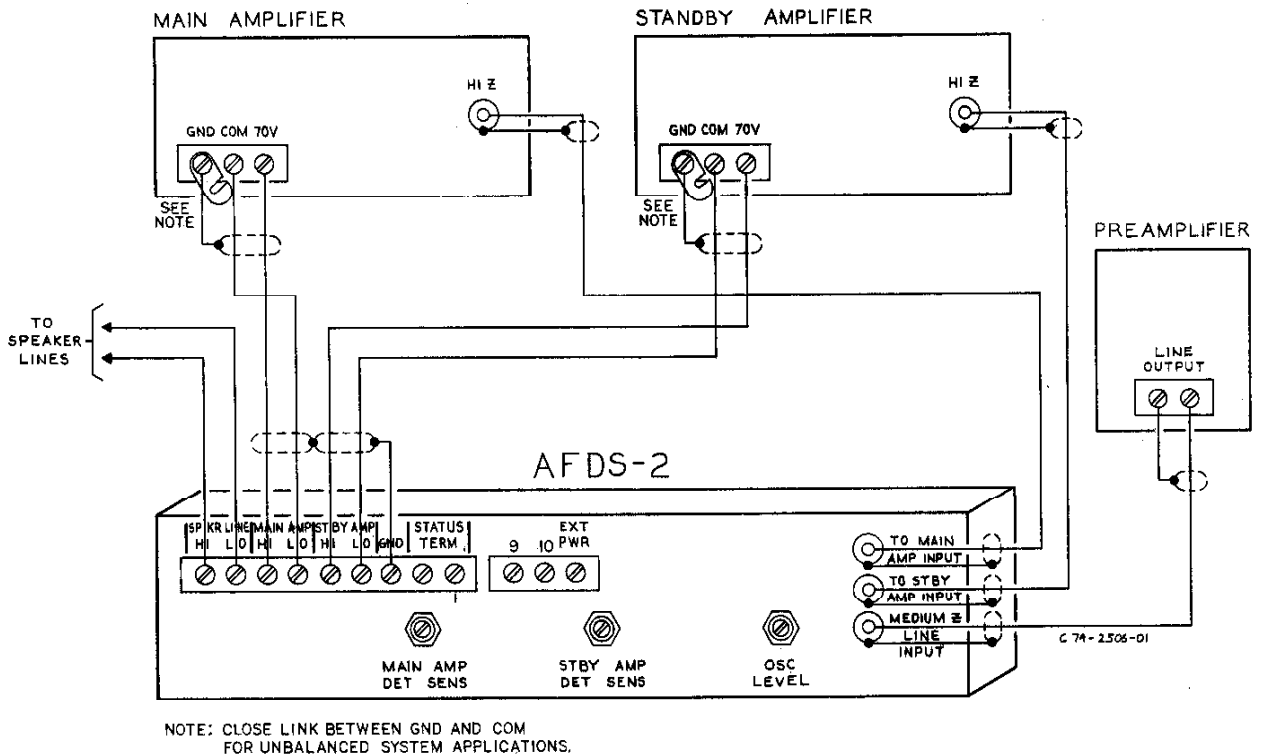 MAIN AMPLIFIER
STANDBY AMPLIFIER
HI Z
HI Z
GND COM 70V
GND COM 70V
SEE
NOTE
SEE
NOTE
PREAMPLIFIER
TO
SPEAKER
LINES
LINE
OUTPUT
AFDS-2
SPKR LINE MAIN AMP STBY AMP STATUS
HI LO HI LO HI LO GND TERM.
EXT
9 10 PWR
TO MAIN
AMP INPUT
TO STBY
AMP INPUT
MEDIUM Z
LINE
INPUT
C 74-2506-01
MAIN AMP
DET SENS
STBY AMP
DET SENS
OSC
LEVEL
NOTE: CLOSE LINK BETWEEN GND AND COM
FOR UNBALANCED SYSTEM APPLICATIONS.